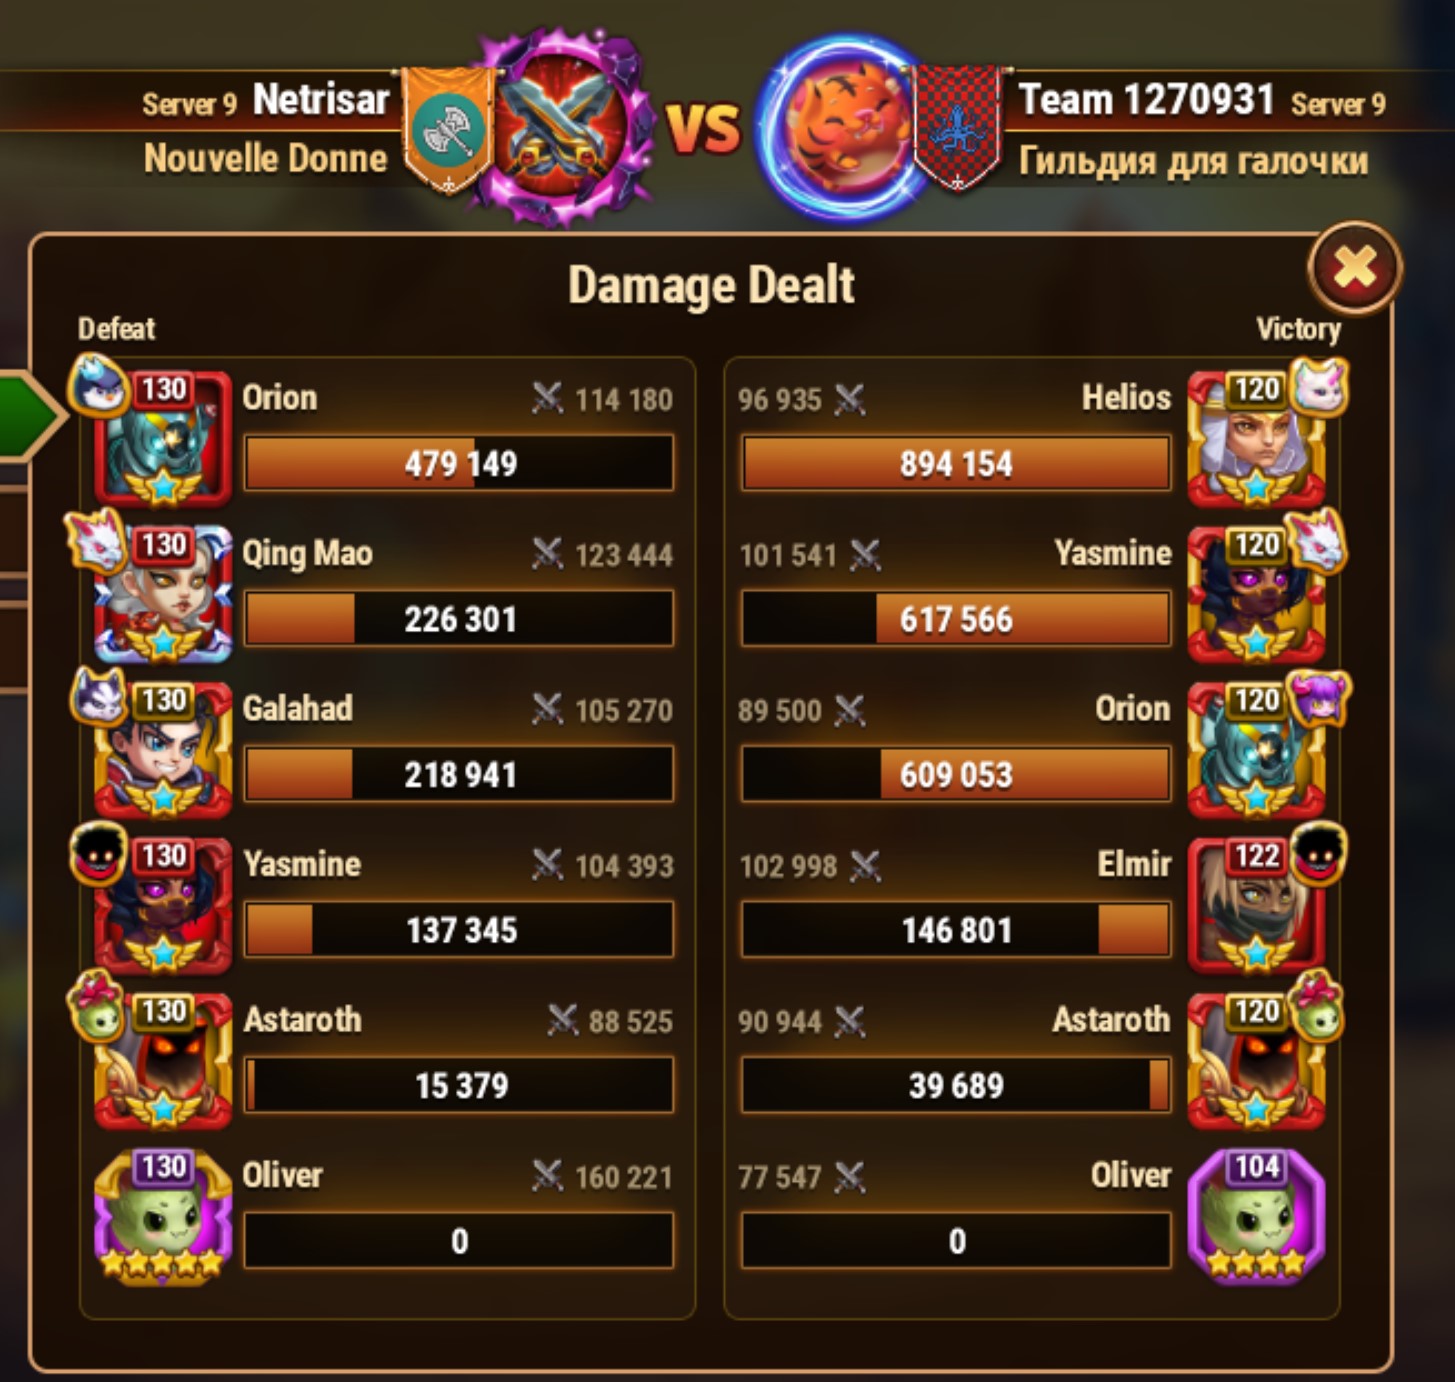 Server 9 Netrisar
Nouvelle Donne
VS
Team 1270931 Server 9
Гильдия для галочки
Damage Dealt
Defeat
Victory
130 Orion 114 180
479 149
96 935 Helios 120
894 154
130 Qing Mao 123 444
226 301
101 541 Yasmine 120
617 566
130 Galahad 105 270
218 941
89 500 Orion 120
609 053
130 Yasmine 104 393
137 345
102 998 Elmir 122
146 801
130 Astaroth 88 525
15 379
90 944 Astaroth 120
39 689
130 Oliver 160 221
0
77 547 Oliver 104
0